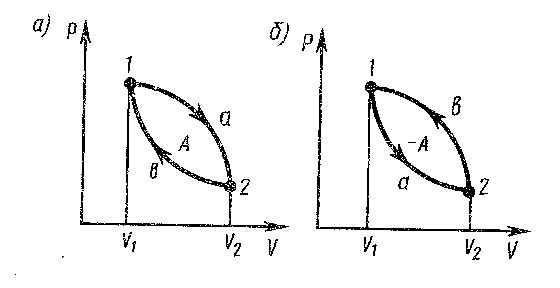 а) P 1 а A в 2 V₁ V₂ V
б) P 1 в -A а 2 V₁ V₂ V